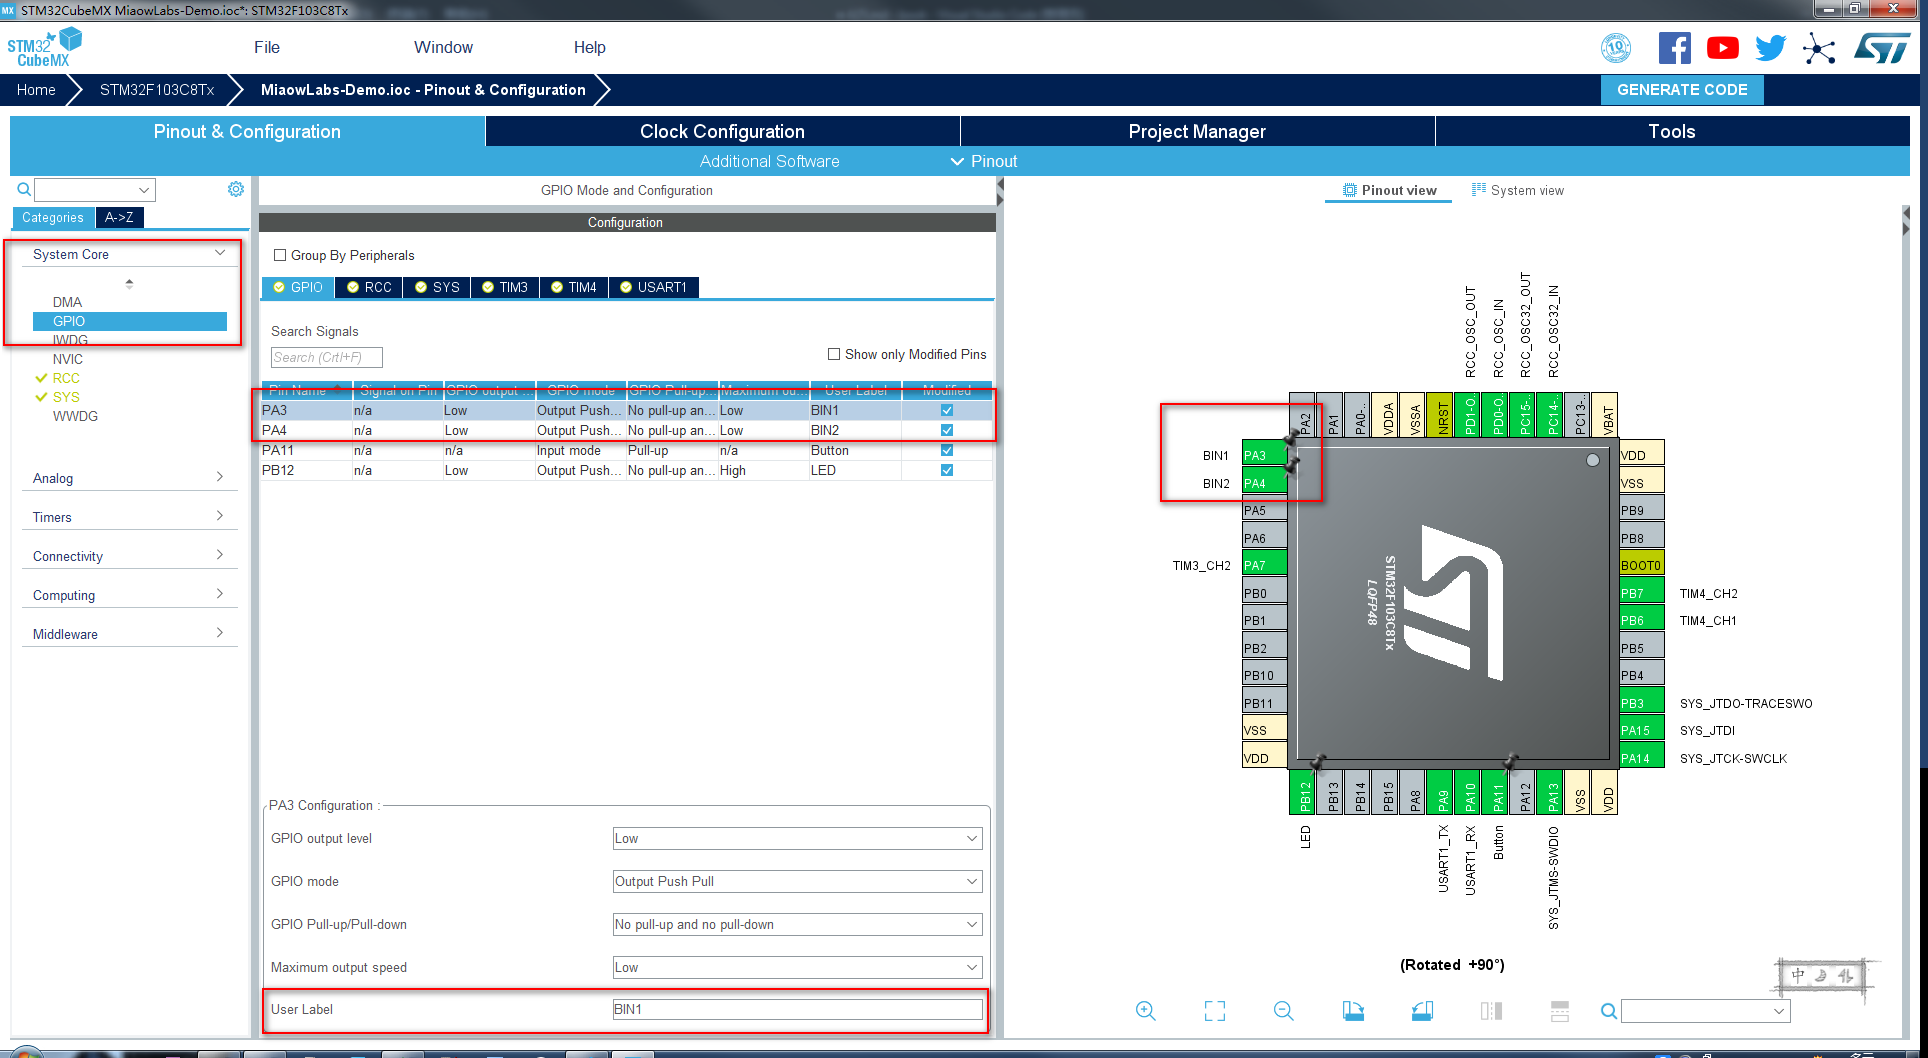 MX STM32CubeMX MiaowLabs-Demo.ioc*: STM32F103C8Tx
STM32
CubeMX
File Window Help
10
ST
Home STM32F103C8Tx MiaowLabs-Demo.ioc - Pinout & Configuration GENERATE CODE
Pinout & Configuration Clock Configuration Project Manager Tools
Additional Software Pinout
GPIO Mode and Configuration
Pinout view System view
Categories A->Z
Configuration
System Core
DMA
GPIO
IWDG
NVIC
RCC
SYS
WWDG
Analog
Timers
Connectivity
Computing
Middleware
Group By Peripherals
GPIO RCC SYS TIM3 TIM4 USART1
Search Signals
Search (CrtI+F)
Show only Modified Pins
Pin Name Signal on Pin GPIO output ... GPIO mode GPIO Pull-up... Maximum ou... User Label Modified
PA3 n/a Low Output Push... No pull-up an... Low BIN1
PA4 n/a Low Output Push... No pull-up an... Low BIN2
PA11 n/a n/a Input mode Pull-up n/a Button
PB12 n/a Low Output Push... No pull-up an... High LED
PA3 Configuration :
GPIO output level Low
GPIO mode Output Push Pull
GPIO Pull-up/Pull-down No pull-up and no pull-down
Maximum output speed Low
User Label BIN1
RCC_OSC_OUT
RCC_OSC_IN
RCC_OSC32_OUT
RCC_OSC32_IN
PA2
PA1
PA0-..
VDDA
VSSA
NRST
PD1-O..
PD0-O..
PC15-..
PC14-..
PC13-..
VBAT
BIN1 PA3
BIN2 PA4
PA5
PA6
TIM3_CH2 PA7
PB0
PB1
PB2
PB10
PB11
VSS
VDD
STM32F103C8Tx
LQFP48
VDD
VSS
PB9
PB8
BOOT0
PB7 TIM4_CH2
PB6 TIM4_CH1
PB5
PB4
PB3 SYS_JTDO-TRACESWO
PA15 SYS_JTDI
PA14 SYS_JTCK-SWCLK
PB12
PB13
PB14
PB15
PA8
PA9
PA10
PA11
PA12
PA13
VSS
VDD
LED
USART1_TX
USART1_RX
Button
SYS_JTMS-SWDIO
(Rotated +90°)
中